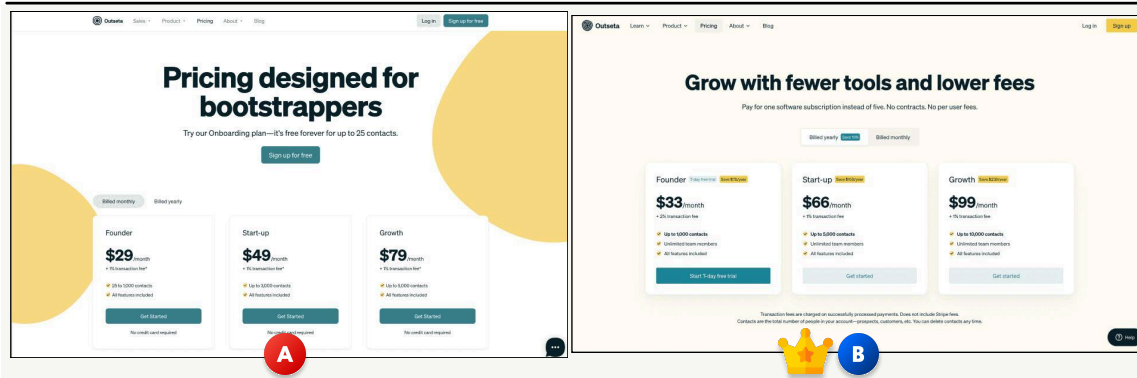 Outseta Sales Product Pricing About Blog Log in Sign up for free
Pricing designed for
bootstrappers
Try our Onboarding plan—it's free forever for up to 25 contacts.
Sign up for free
Billed monthly Billed yearly
Founder
$29/month
+ 1% transaction fee*
25 to 1,000 contacts
All features included
Get Started
No credit card required
Start-up
$49/month
+ 1% transaction fee*
Up to 3,000 contacts
All features included
Get Started
No credit card required
Growth
$79/month
+ 1% transaction fee*
Up to 5,000 contacts
All features included
Get Started
No credit card required
A
Outseta Learn Product Pricing About Blog Log in Sign up
Grow with fewer tools and lower fees
Pay for one software subscription instead of five. No contracts. No per user fees.
Billed yearly Billed monthly
Founder 7-day free trial Save $75/year
$33/month
+ 2% transaction fee
Up to 1,000 contacts
Unlimited team members
All features included
Start 7-day free trial
Start-up
$66/month
+ 1% transaction fee
Up to 5,000 contacts
Unlimited team members
All features included
Get started
Growth
$99/month
+ 1% transaction fee
Up to 10,000 contacts
Unlimited team members
All features included
Get started
Transaction fees are charged on successfully processed payments. Does not include Stripe fees.
Contacts are the total number of people in your account—prospects, customers, etc. You can delete contacts any time.
Help
B